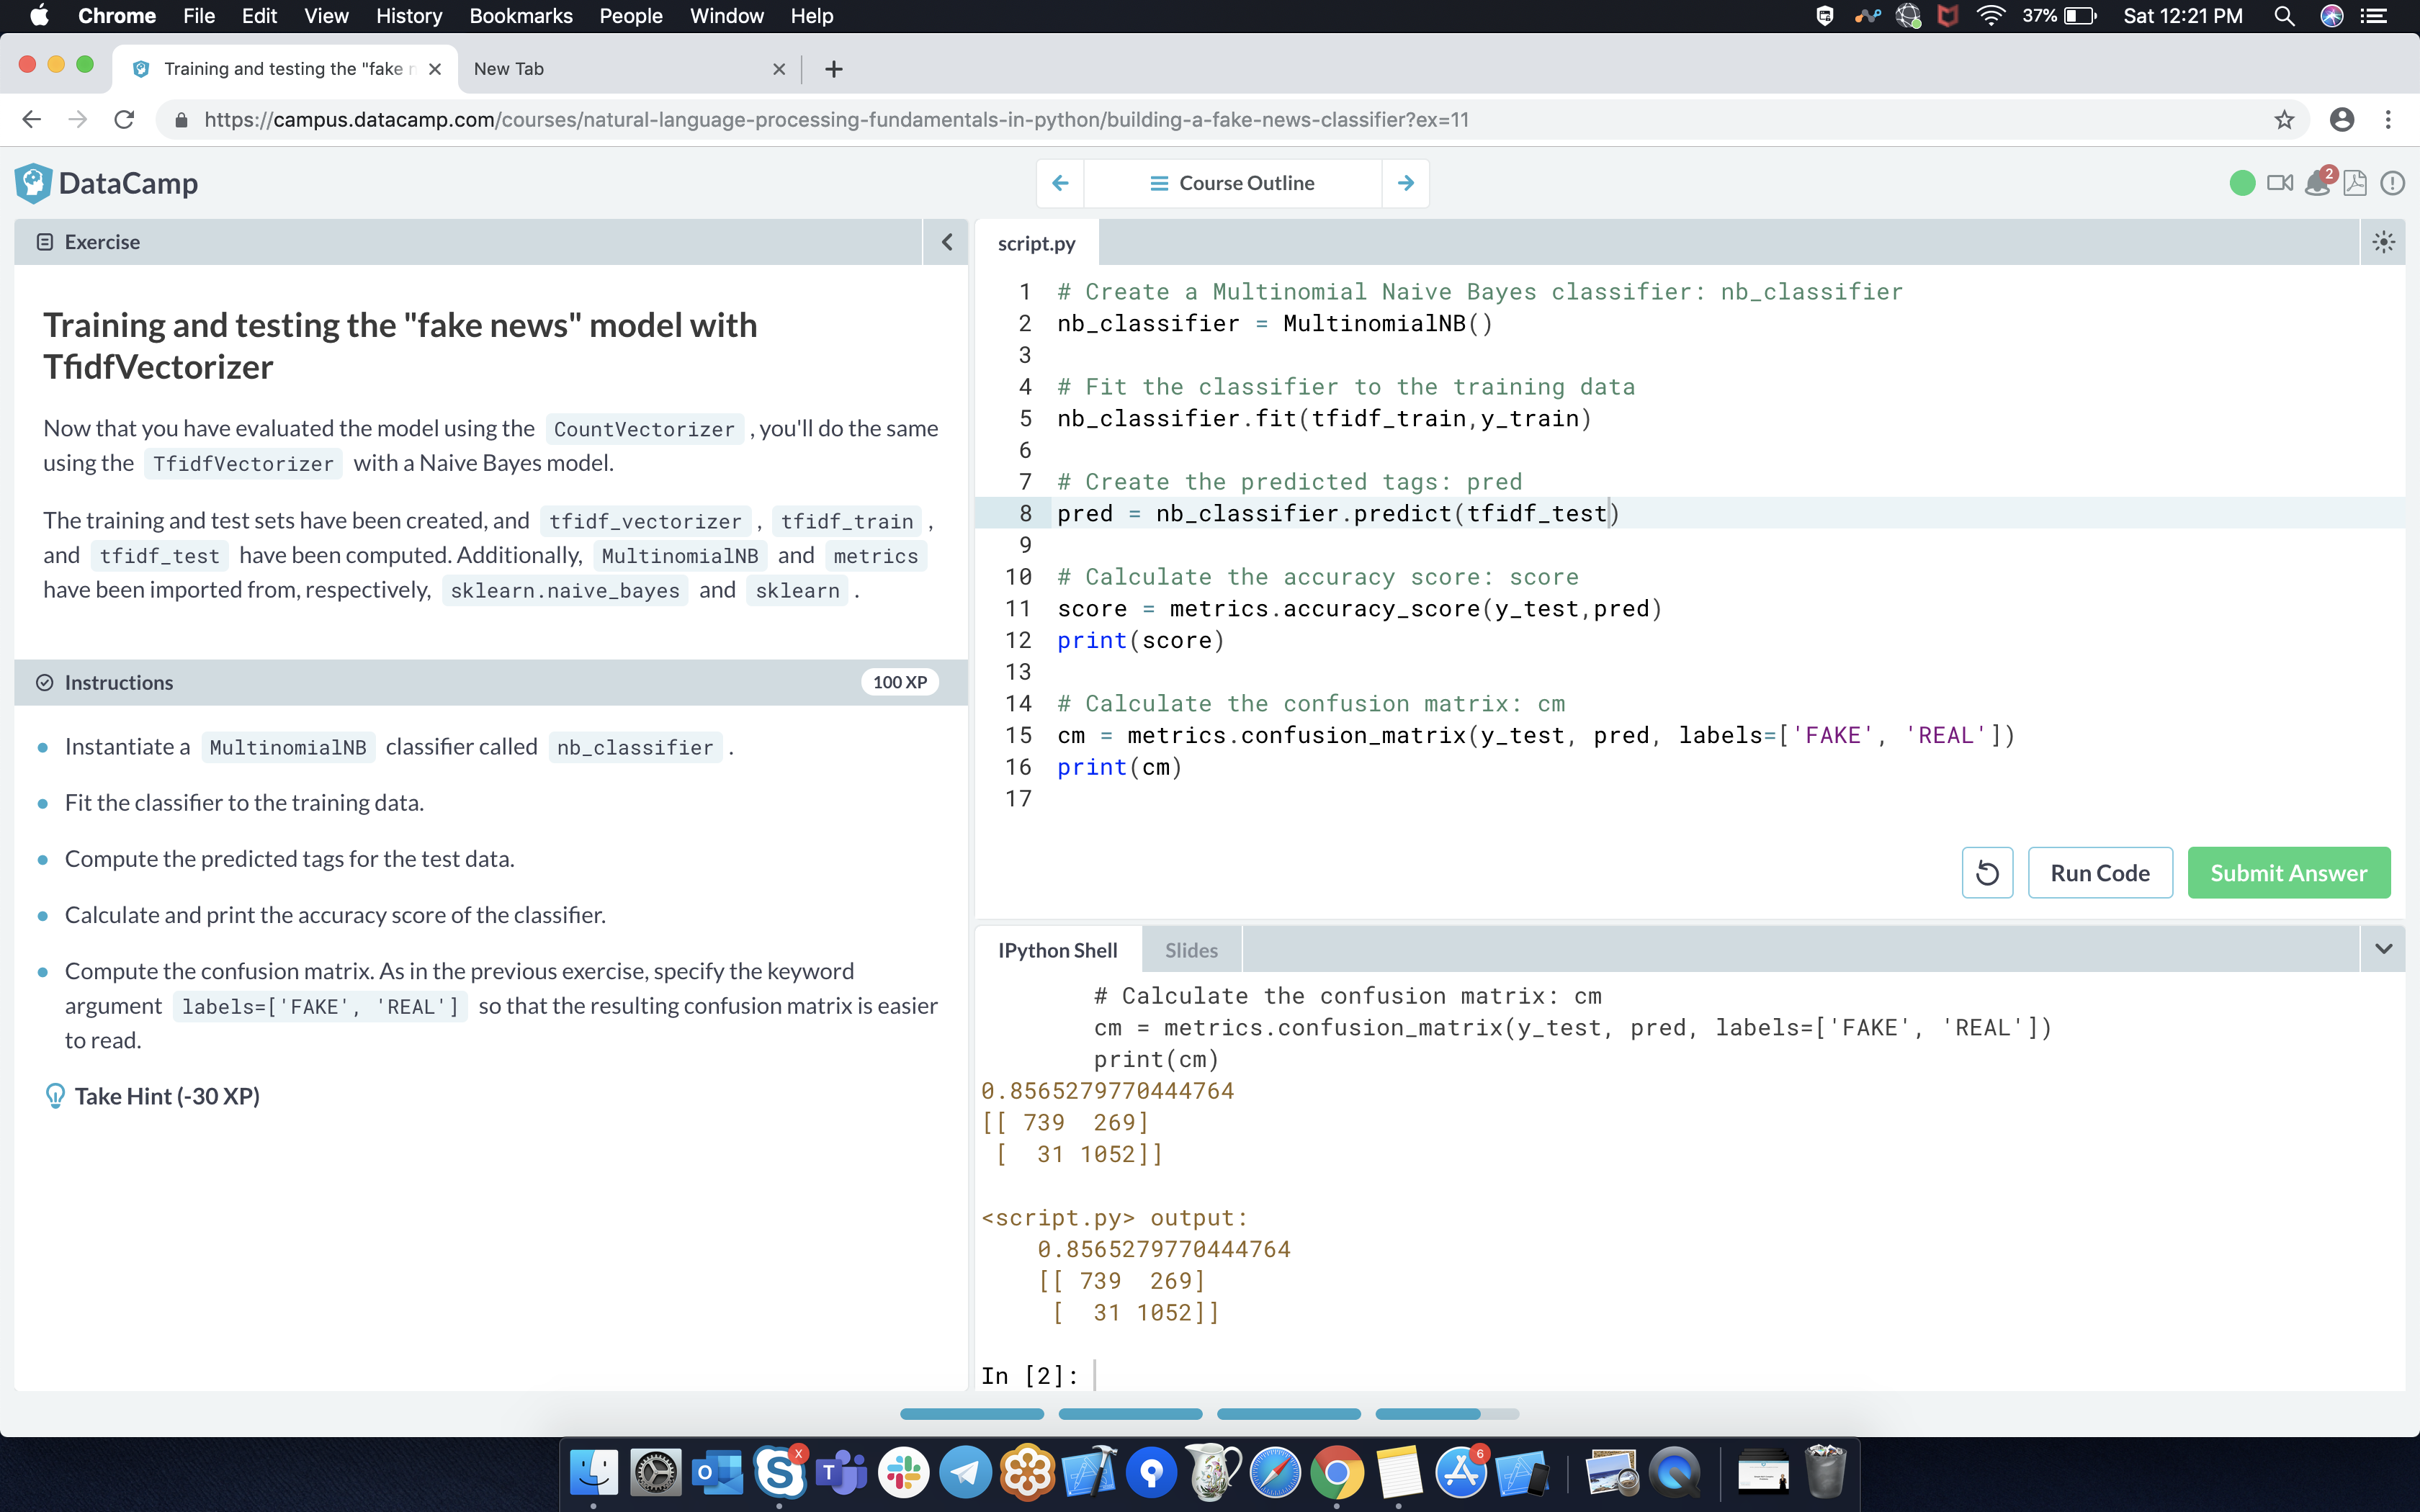 Chrome File Edit View History Bookmarks People Window Help 37% Sat 12:21 PM
Training and testing the "fake n
New Tab
https://campus.datacamp.com/courses/natural-language-processing-fundamentals-in-python/building-a-fake-news-classifier?ex=11
DataCamp
Course Outline
2
Exercise
Training and testing the "fake news" model with
TfidfVectorizer
Now that you have evaluated the model using the CountVectorizer , you'll do the same
using the TfidfVectorizer with a Naive Bayes model.
The training and test sets have been created, and tfidf_vectorizer , tfidf_train ,
and tfidf_test have been computed. Additionally, MultinomialNB and metrics
have been imported from, respectively, sklearn.naive_bayes and sklearn .
Instructions
100 XP
Instantiate a MultinomialNB classifier called nb_classifier .
Fit the classifier to the training data.
Compute the predicted tags for the test data.
Calculate and print the accuracy score of the classifier.
Compute the confusion matrix. As in the previous exercise, specify the keyword
argument labels=['FAKE', 'REAL'] so that the resulting confusion matrix is easier
to read.
Take Hint (-30 XP)
script.py
1 # Create a Multinomial Naive Bayes classifier: nb_classifier
2 nb_classifier = MultinomialNB()
3
4 # Fit the classifier to the training data
5 nb_classifier.fit(tfidf_train,y_train)
6
7 # Create the predicted tags: pred
8 pred = nb_classifier.predict(tfidf_test)
9
10 # Calculate the accuracy score: score
11 score = metrics.accuracy_score(y_test,pred)
12 print(score)
13
14 # Calculate the confusion matrix: cm
15 cm = metrics.confusion_matrix(y_test, pred, labels=['FAKE', 'REAL'])
16 print(cm)
17
Run Code
Submit Answer
IPython Shell
Slides
# Calculate the confusion matrix: cm
cm = metrics.confusion_matrix(y_test, pred, labels=['FAKE', 'REAL'])
print(cm)
0.8565279770444764
[[ 739 269]
[ 31 1052]]
<script.py> output:
0.8565279770444764
[[ 739 269]
[ 31 1052]]
In [2]:
6